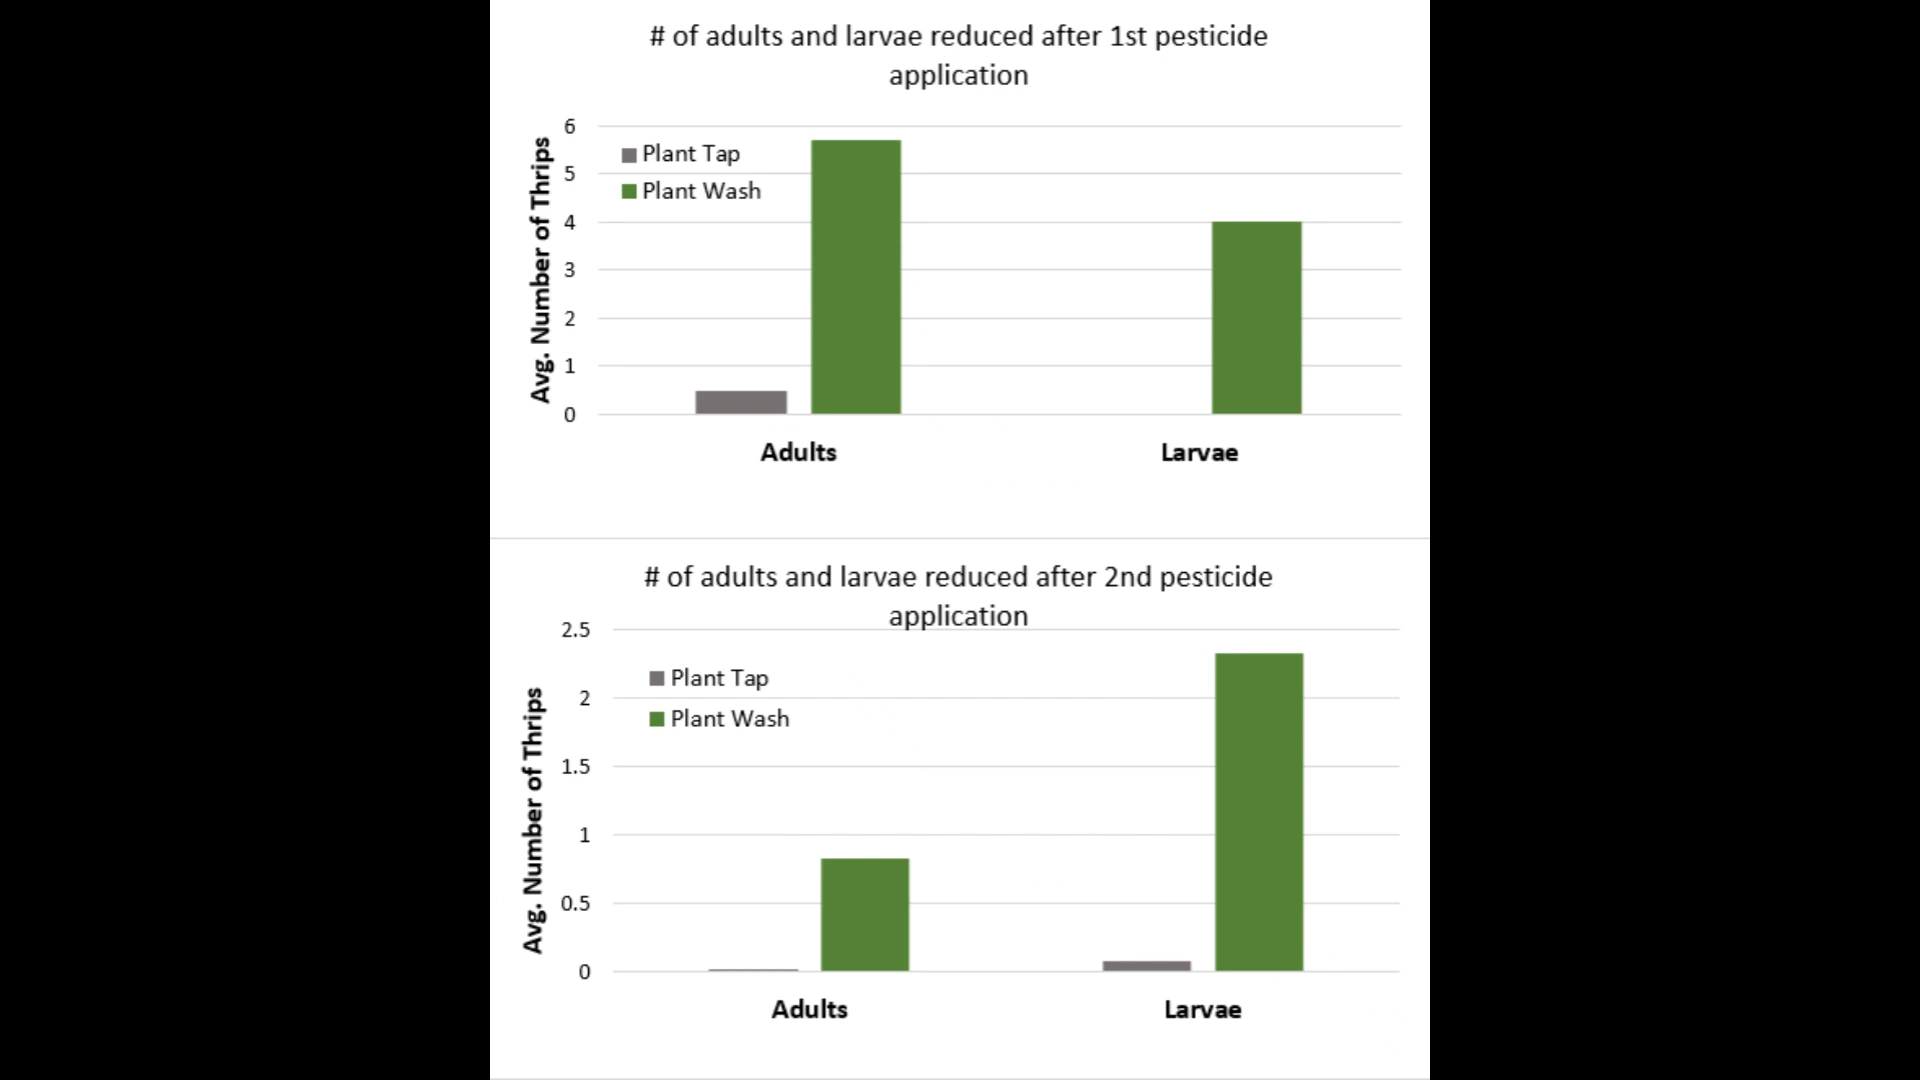 # of adults and larvae reduced after 1st pesticide
application
Avg. Number of Thrips
6
5
4
3
2
1
0
Plant Tap
Plant Wash
Adults
Larvae
# of adults and larvae reduced after 2nd pesticide
application
Avg. Number of Thrips
2.5
2
1.5
1
0.5
0
Plant Tap
Plant Wash
Adults
Larvae